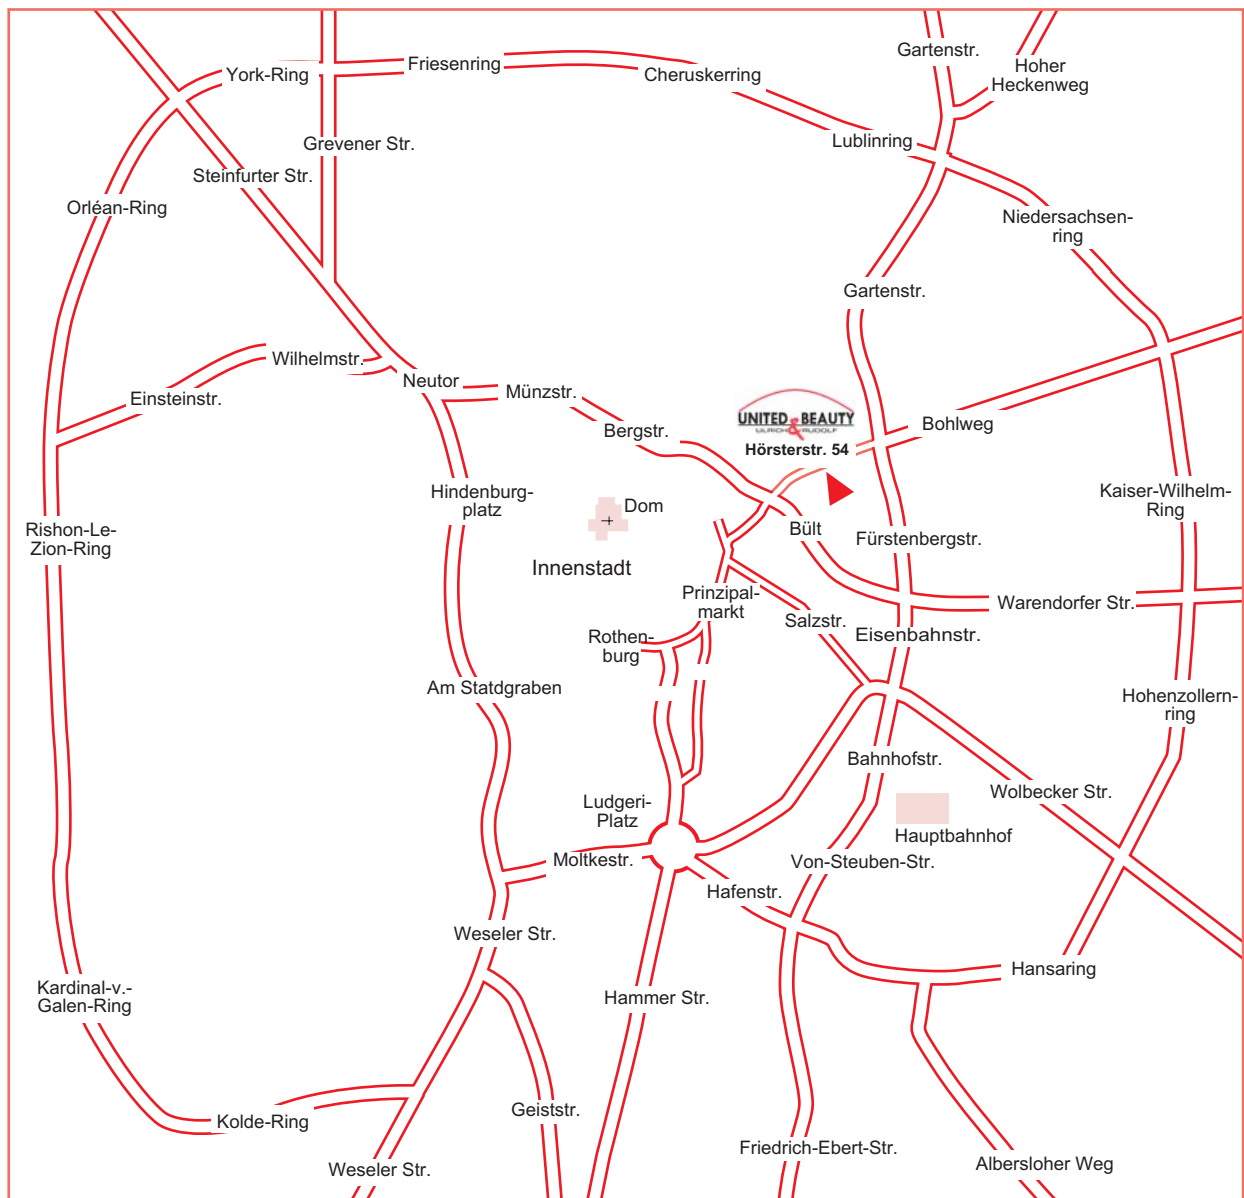 Gartenstr.
Hoher
Heckenweg
York-Ring
Friesenring
Cheruskerring
Lublinring
Grevener Str.
Steinfurter Str.
Orléan-Ring
Niedersachsen-
ring
Gartenstr.
Wilhelmstr.
Neutor
Münzstr.
Einsteinstr.
Bergstr.
UNITED & BEAUTY
ULRICH RUDOLF
Hörsterstr. 54
Bohlweg
Hindenburg-
platz
Dom
Kaiser-Wilhelm-
Ring
Rishon-Le-
Zion-Ring
Bült
Fürstenbergstr.
Innenstadt
Prinzipal-
markt
Salzstr.
Warendorfer Str.
Eisenbahnstr.
Rothen-
burg
Am Statdgraben
Hohenzollern-
ring
Bahnhofstr.
Wolbecker Str.
Ludgeri-
Platz
Hauptbahnhof
Moltkestr.
Von-Steuben-Str.
Hafenstr.
Weseler Str.
Hansaring
Kardinal-v.-
Galen-Ring
Hammer Str.
Kolde-Ring
Geiststr.
Friedrich-Ebert-Str.
Weseler Str.
Albersloher Weg